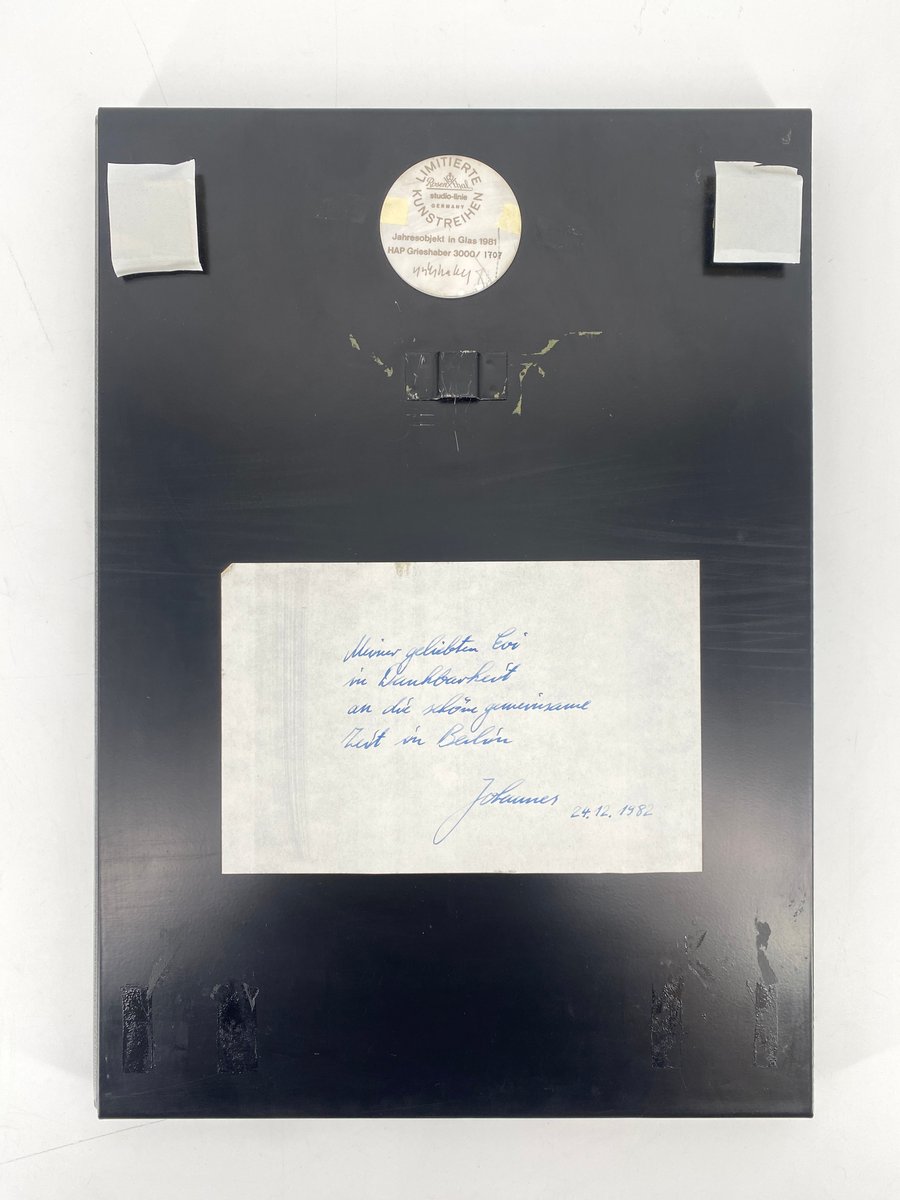 LIMITIERTE
Rosenthal
studio-linie
GERMANY
KUNSTREIHEN
Jahresobjekt in Glas 1981
HAP Grieshaber 3000/ 1707
Grieshaber
Meiner geliebten Evi
in Dankbarkeit
an die schöne gemeinsame
Zeit in Berlin
Johannes
24.12.1982